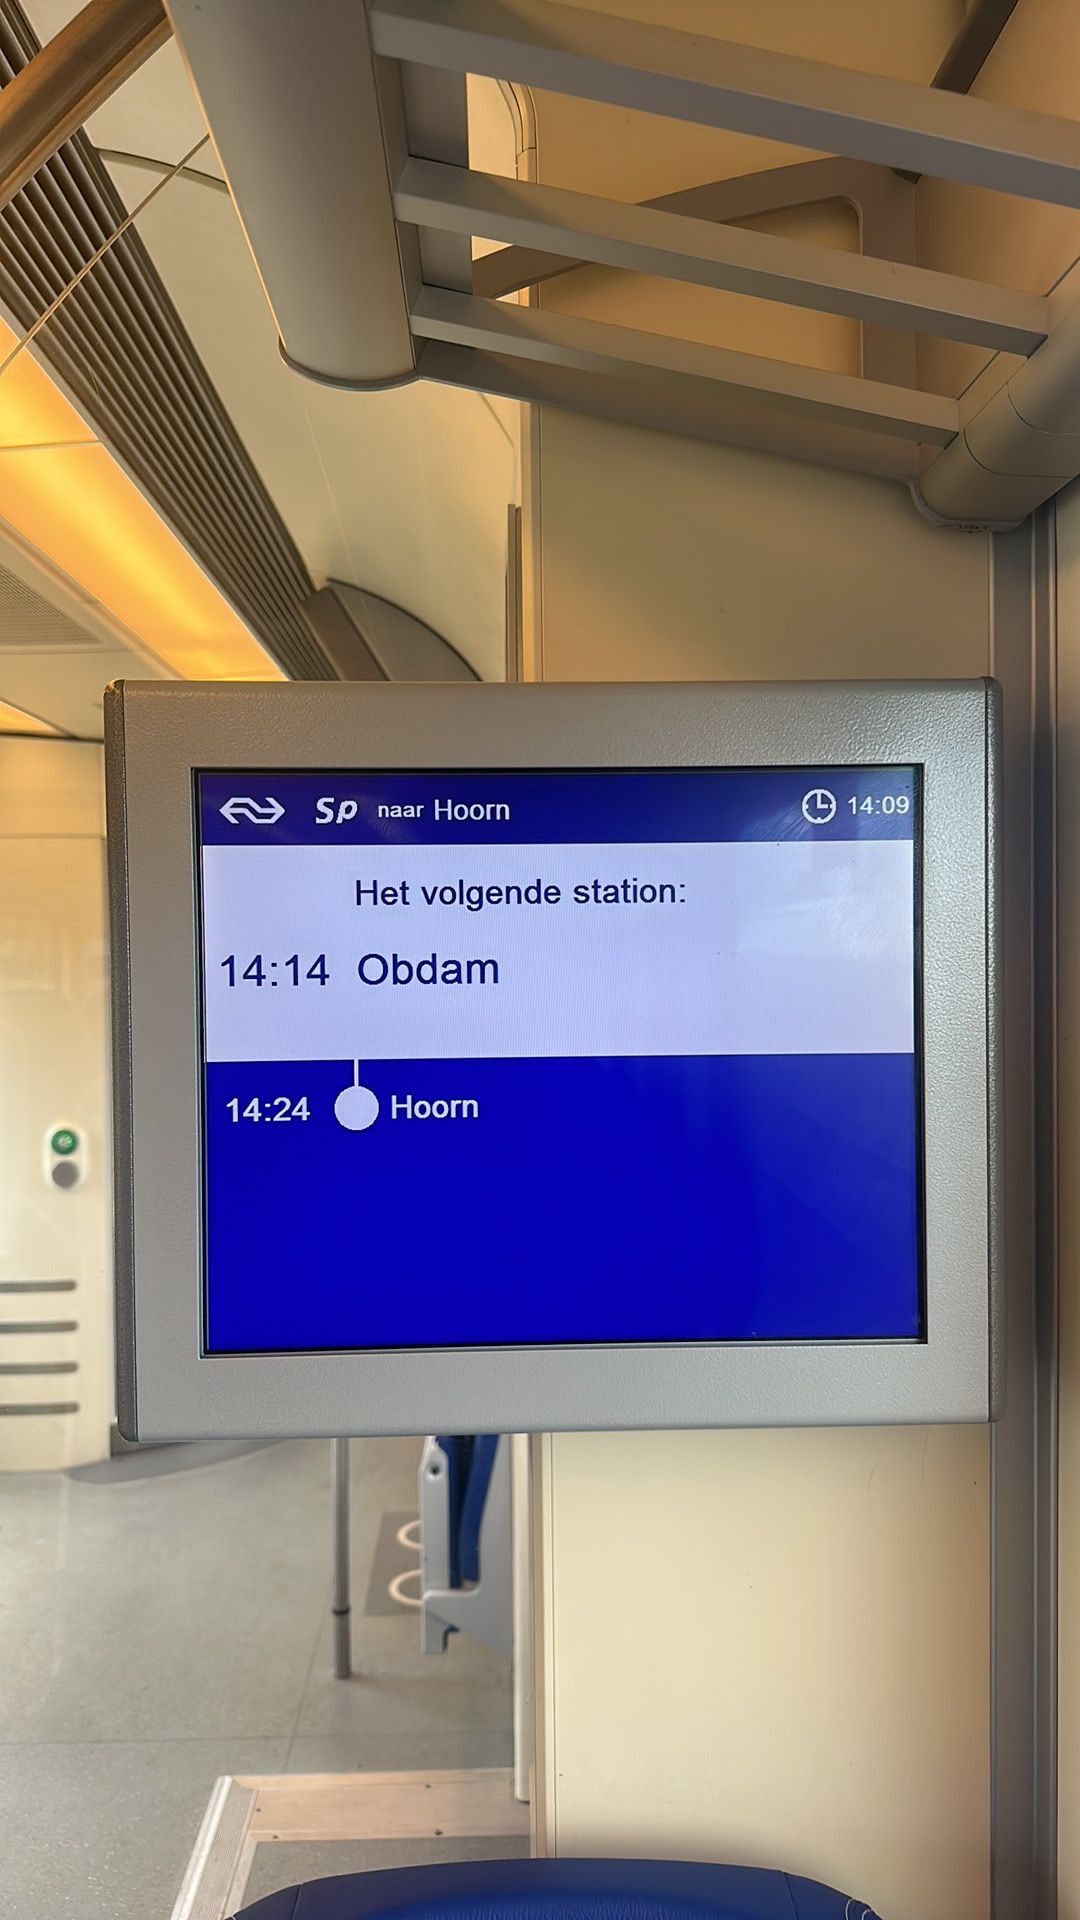 Sp naar Hoorn 14:09
Het volgende station:
14:14 Obdam
14:24 Hoorn